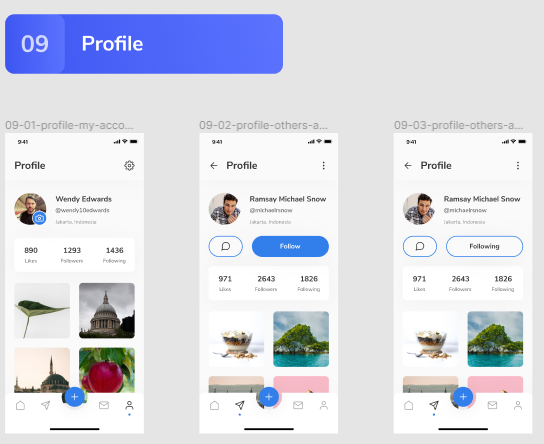 09 Profile
09-01-profile-my-acco...
9:41
Profile
Wendy Edwards
@wendy10edwards
Jakarta, Indonesia
890 1293 1436
Likes Followers Following
09-02-profile-others-a...
9:41
Profile
Ramsay Michael Snow
@michaelrsnow
Jakarta, Indonesia
Follow
971 2643 1826
Likes Followers Following
09-03-profile-others-a...
9:41
Profile
Ramsay Michael Snow
@michaelrsnow
Jakarta, Indonesia
Following
971 2643 1826
Likes Followers Following